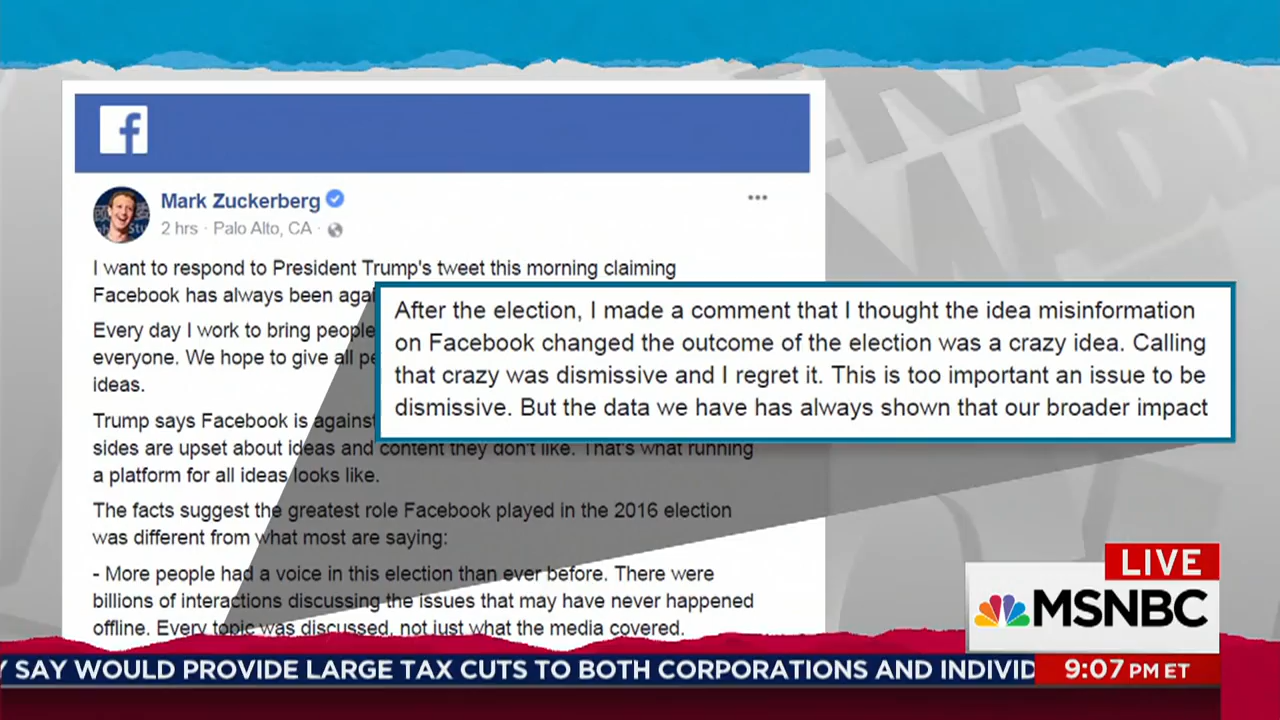 Mark Zuckerberg
2 hrs · Palo Alto, CA ·
I want to respond to President Trump's tweet this morning claiming
Facebook has always been agai
Every day I work to bring people
everyone. We hope to give all pe
ideas.
Trump says Facebook is against
sides are upset about ideas and content they don't like. That's what running
a platform for all ideas looks like.
The facts suggest the greatest role Facebook played in the 2016 election
was different from what most are saying:
- More people had a voice in this election than ever before. There were
billions of interactions discussing the issues that may have never happened
offline. Every topic was discussed, not just what the media covered.
After the election, I made a comment that I thought the idea misinformation
on Facebook changed the outcome of the election was a crazy idea. Calling
that crazy was dismissive and I regret it. This is too important an issue to be
dismissive. But the data we have has always shown that our broader impact
LIVE
MSNBC
Y SAY WOULD PROVIDE LARGE TAX CUTS TO BOTH CORPORATIONS AND INDIVID
9:07 PM ET